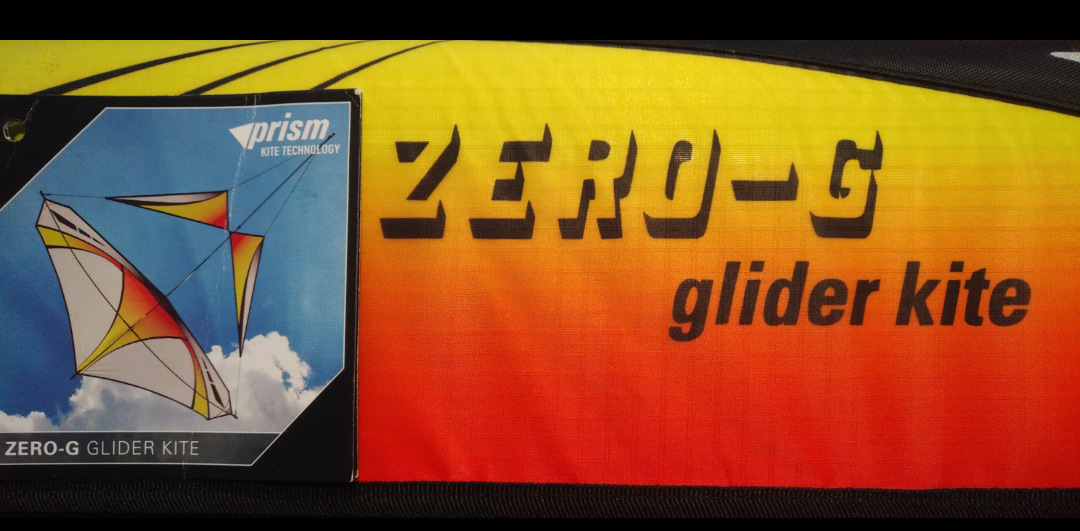 prism
KITE TECHNOLOGY
ZERO-G GLIDER KITE
ZERO-G
glider kite